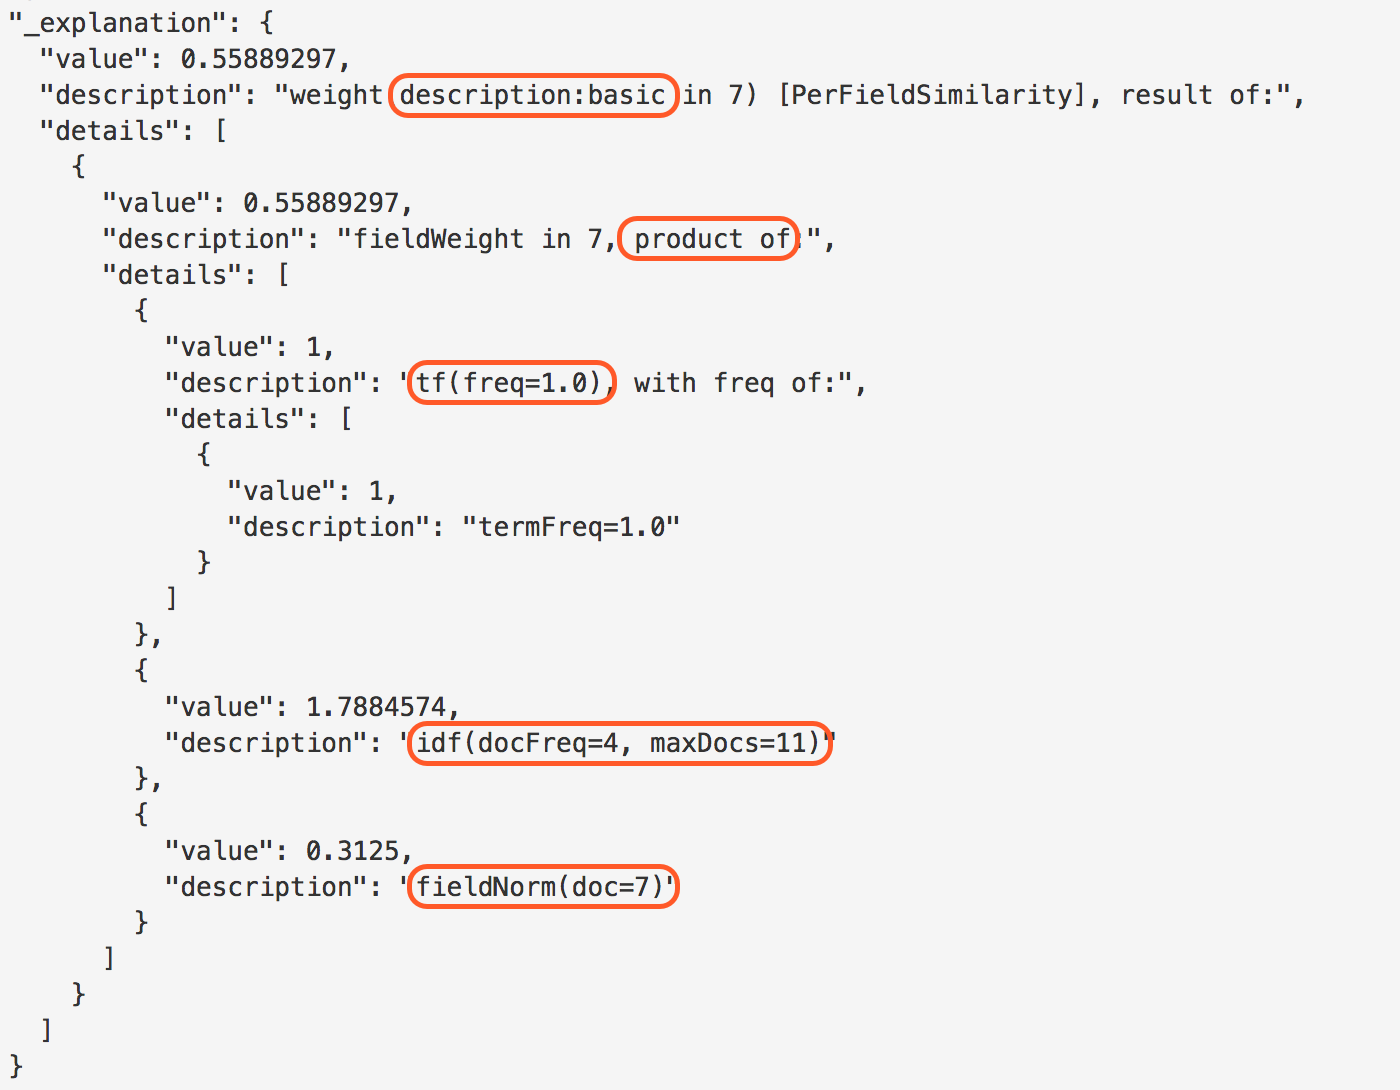 "_explanation": {
"value": 0.55889297,
"description": "weight description:basic in 7) [PerFieldSimilarity], result of:",
"details": [
{
"value": 0.55889297,
"description": "fieldWeight in 7, product of:",
"details": [
{
"value": 1,
"description": "tf(freq=1.0), with freq of:",
"details": [
{
"value": 1,
"description": "termFreq=1.0"
}
]
},
{
"value": 1.7884574,
"description": "idf(docFreq=4, maxDocs=11)"
},
{
"value": 0.3125,
"description": "fieldNorm(doc=7)"
}
]
}
]
}